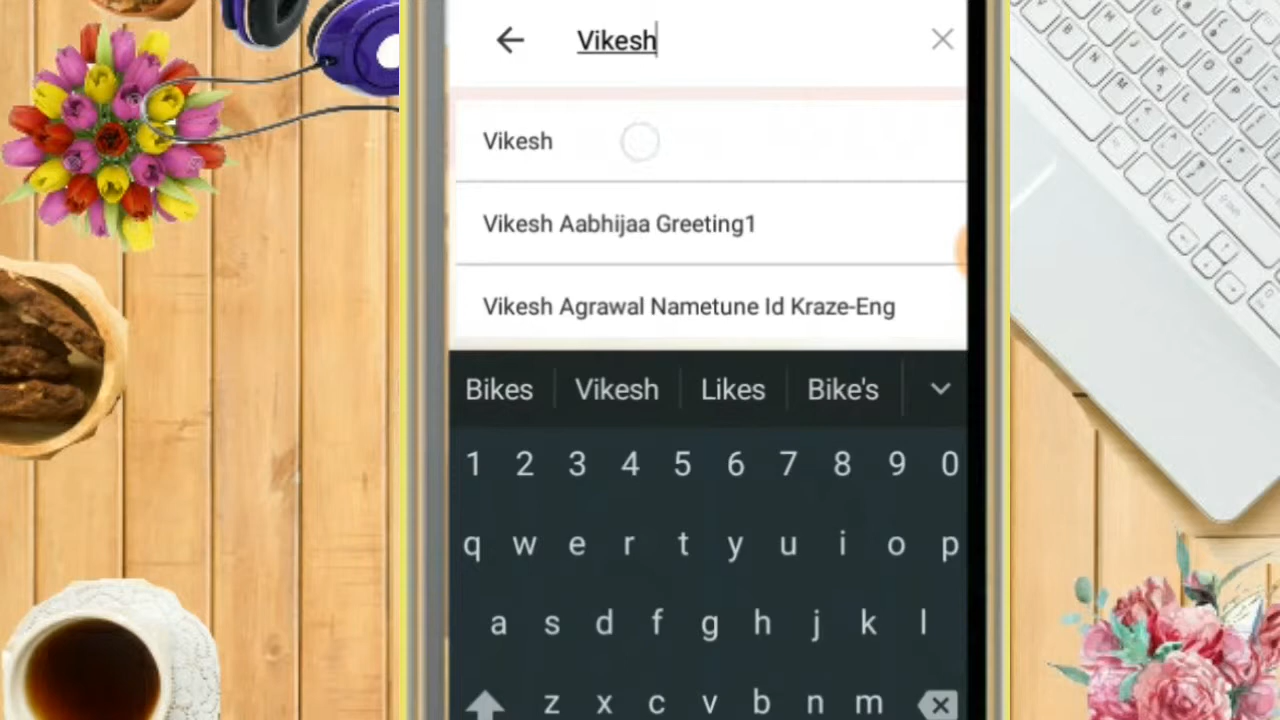 Vikesh
Vikesh
Vikesh Aabhijaa Greeting1
Vikesh Agrawal Nametune Id Kraze-Eng
Bikes Vikesh Likes Bike's
1 2 3 4 5 6 7 8 9 0
q w e r t y u i o p
a s d f g h j k l
z x c v b n m